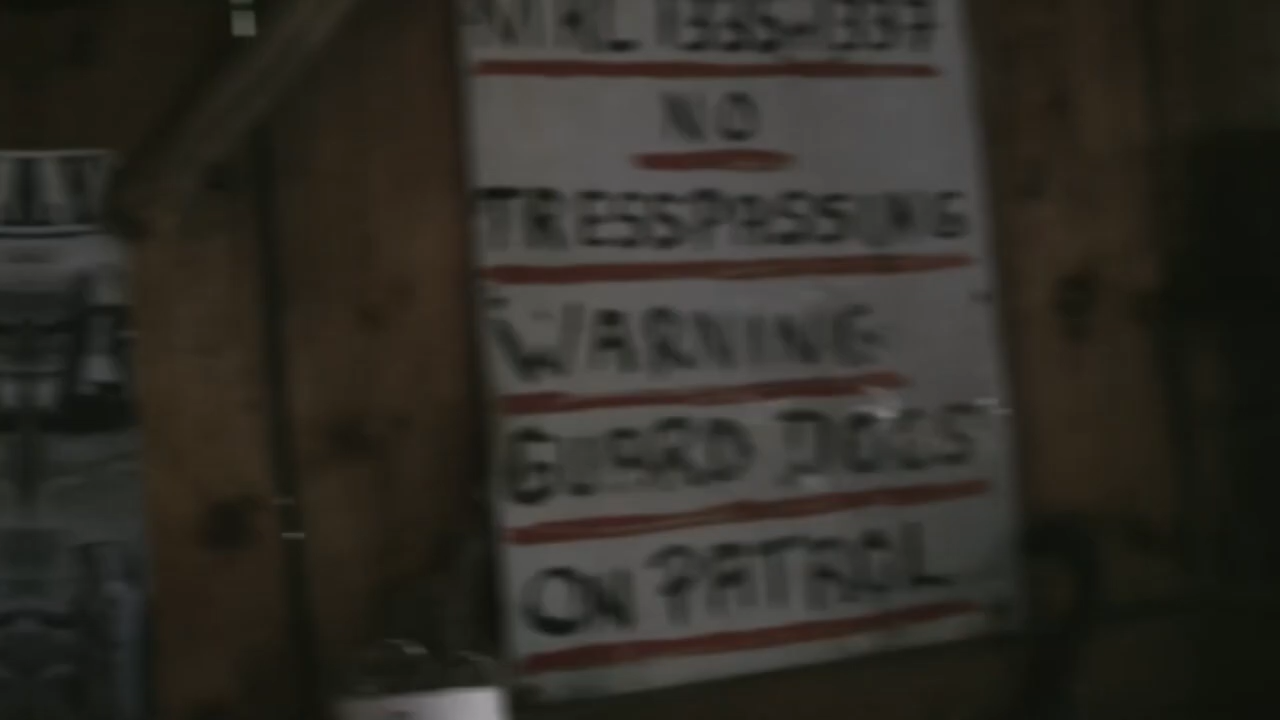 NO
TRESSPASSING
WARNING
GUARD DOGS
ON PATROL